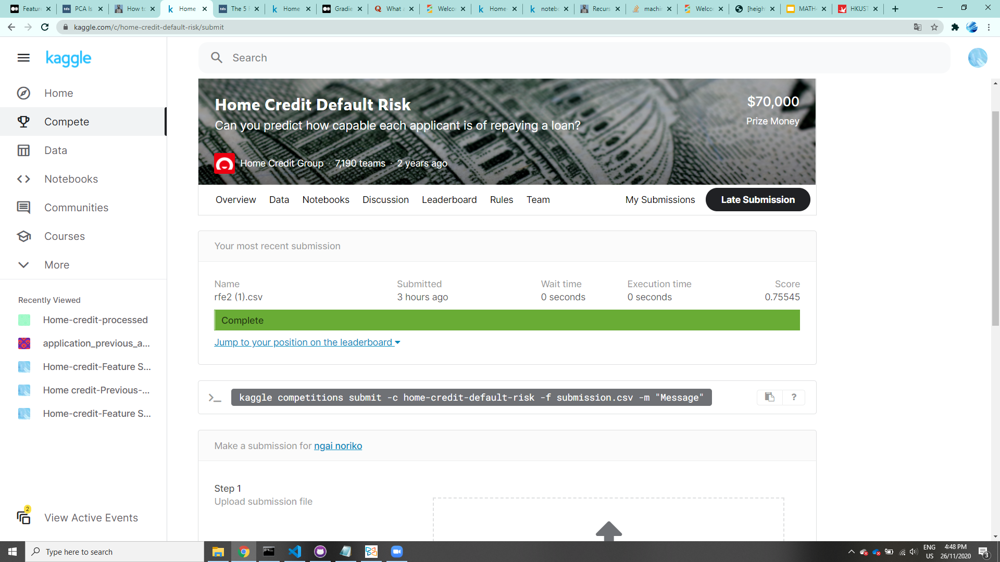 Feature
PCA Is
How to
Home
The 5 F
Home
Gradie
What a
Welco
Home-
notebo
Recurs
machi
Welco
[heigh
MATH
HKUST
kaggle.com/c/home-credit-default-risk/submit
kaggle
Search
Home
Compete
Data
Notebooks
Communities
Courses
More
Recently Viewed
Home-credit-processed
application_previous_a...
Home-credit-Feature S...
Home credit-Previous-...
Home-credit-Feature S...
2
View Active Events
Home Credit Default Risk
Can you predict how capable each applicant is of repaying a loan?
$70,000
Prize Money
Home Credit Group · 7,190 teams · 2 years ago
Overview Data Notebooks Discussion Leaderboard Rules Team My Submissions Late Submission
Your most recent submission
Name Submitted Wait time Execution time Score
rfe2 (1).csv 3 hours ago 0 seconds 0 seconds 0.75545
Complete
Jump to your position on the leaderboard
kaggle competitions submit -c home-credit-default-risk -f submission.csv -m "Message"
?
Make a submission for ngai noriko
Step 1
Upload submission file
Type here to search
ENG
US
4:48 PM
26/11/2020
3